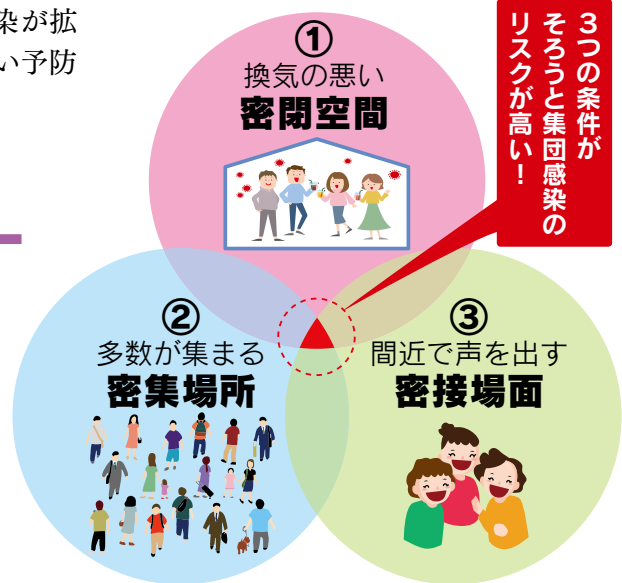 染が拡
い予防
①
換気の悪い
密閉空間
3つの条件が
そろうと集団感染の
リスクが高い！
②
多数が集まる
密集場所
③
間近で声を出す
密接場面